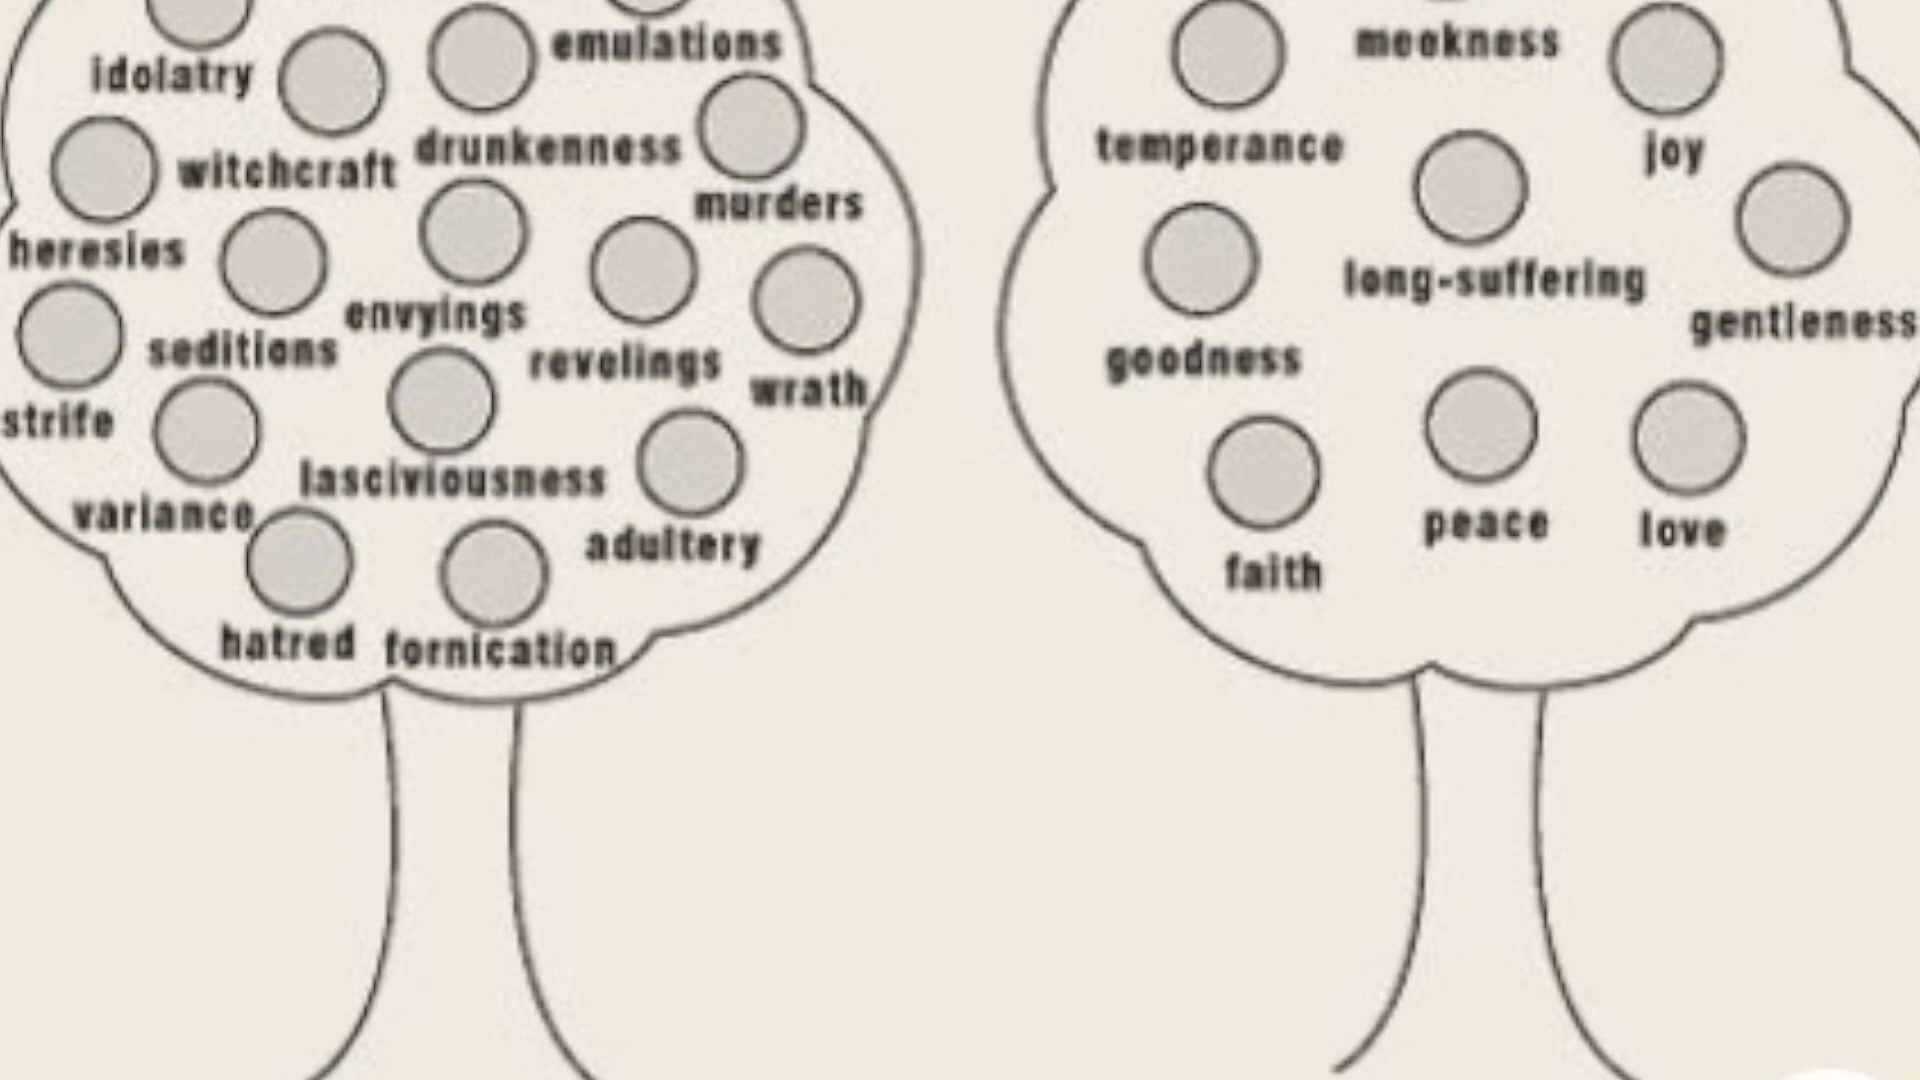 idolatry
emulations
witchcraft
drunkenness
murders
heresies
seditions
envyings
revelings
wrath
strife
variance
lasciviousness
adultery
hatred
fornication
meekness
temperance
joy
long-suffering
gentleness
goodness
faith
peace
love